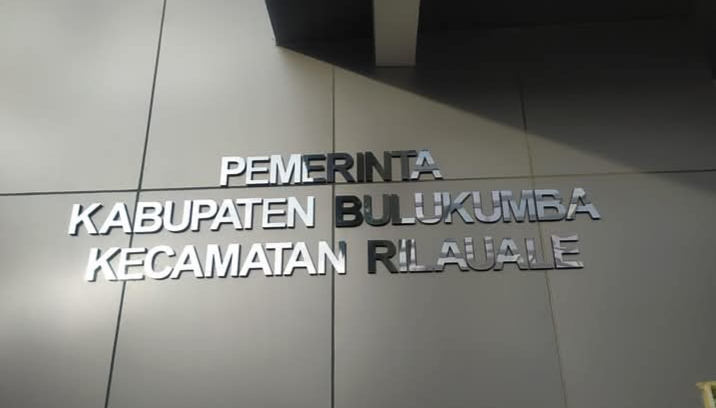 PEMERINTA
KABUPATEN BULUKUMBA
KECAMATAN RILAUALE